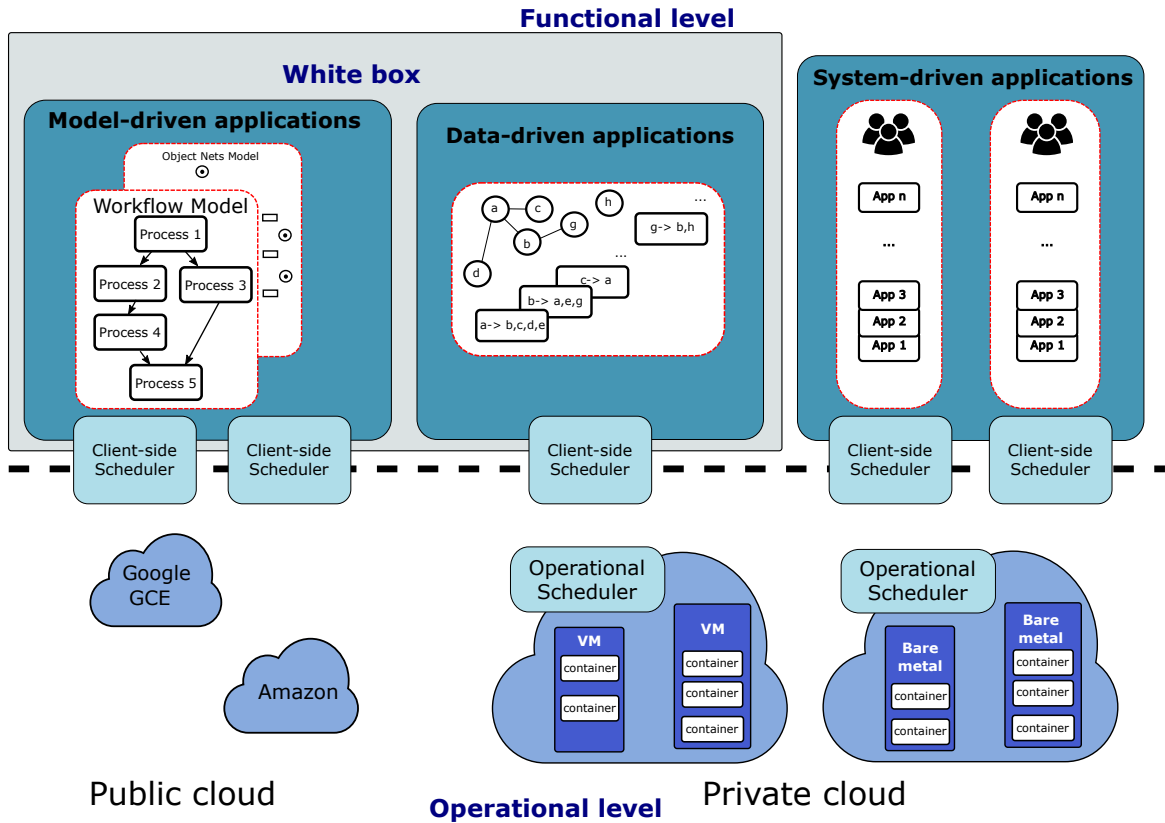 Functional level
White box
System-driven applications
Model-driven applications
Data-driven applications
Object Nets Model
Workflow Model
Process 1
Process 2
Process 3
Process 4
Process 5
a
c
h
...
g
b
d
g-> b,h
...
c-> a
b-> a,e,g
a-> b,c,d,e
App n
...
App 3
App 2
App 1
App n
...
App 3
App 2
App 1
Client-side
Scheduler
Client-side
Scheduler
Client-side
Scheduler
Client-side
Scheduler
Client-side
Scheduler
Google
GCE
Amazon
Operational
Scheduler
VM
container
container
VM
container
container
container
Operational
Scheduler
Bare
metal
container
container
Bare
metal
container
container
container
Public cloud
Private cloud
Operational level